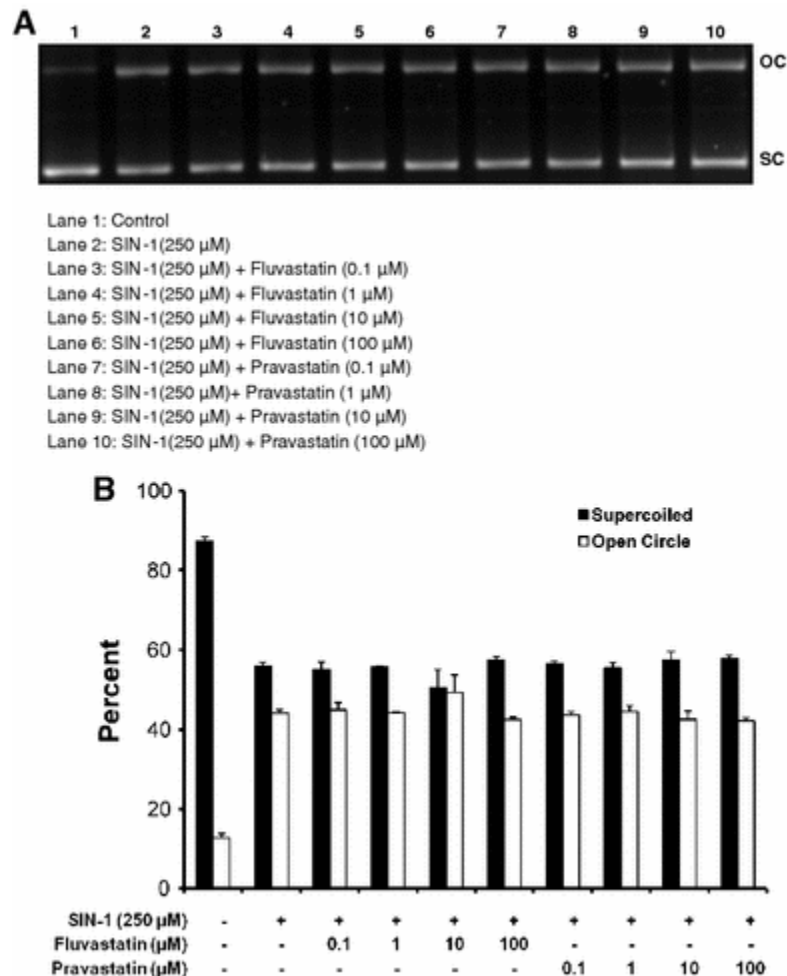 A
1 2 3 4 5 6 7 8 9 10
OC
SC
Lane 1: Control
Lane 2: SIN-1(250 µM)
Lane 3: SIN-1(250 µM) + Fluvastatin (0.1 µM)
Lane 4: SIN-1(250 µM) + Fluvastatin (1 µM)
Lane 5: SIN-1(250 µM) + Fluvastatin (10 µM)
Lane 6: SIN-1(250 µM) + Fluvastatin (100 µM)
Lane 7: SIN-1(250 µM) + Pravastatin (0.1 µM)
Lane 8: SIN-1(250 µM)+ Pravastatin (1 µM)
Lane 9: SIN-1(250 µM) + Pravastatin (10 µM)
Lane 10: SIN-1(250 µM) + Pravastatin (100 µM)
B
100
80
60
40
20
0
Percent
Supercoiled
Open Circle
SIN-1 (250 µM) - + + + + + + + + +
Fluvastatin (µM) - - 0.1 1 10 100 - - - -
Pravastatin (µM) - - - - - - 0.1 1 10 100